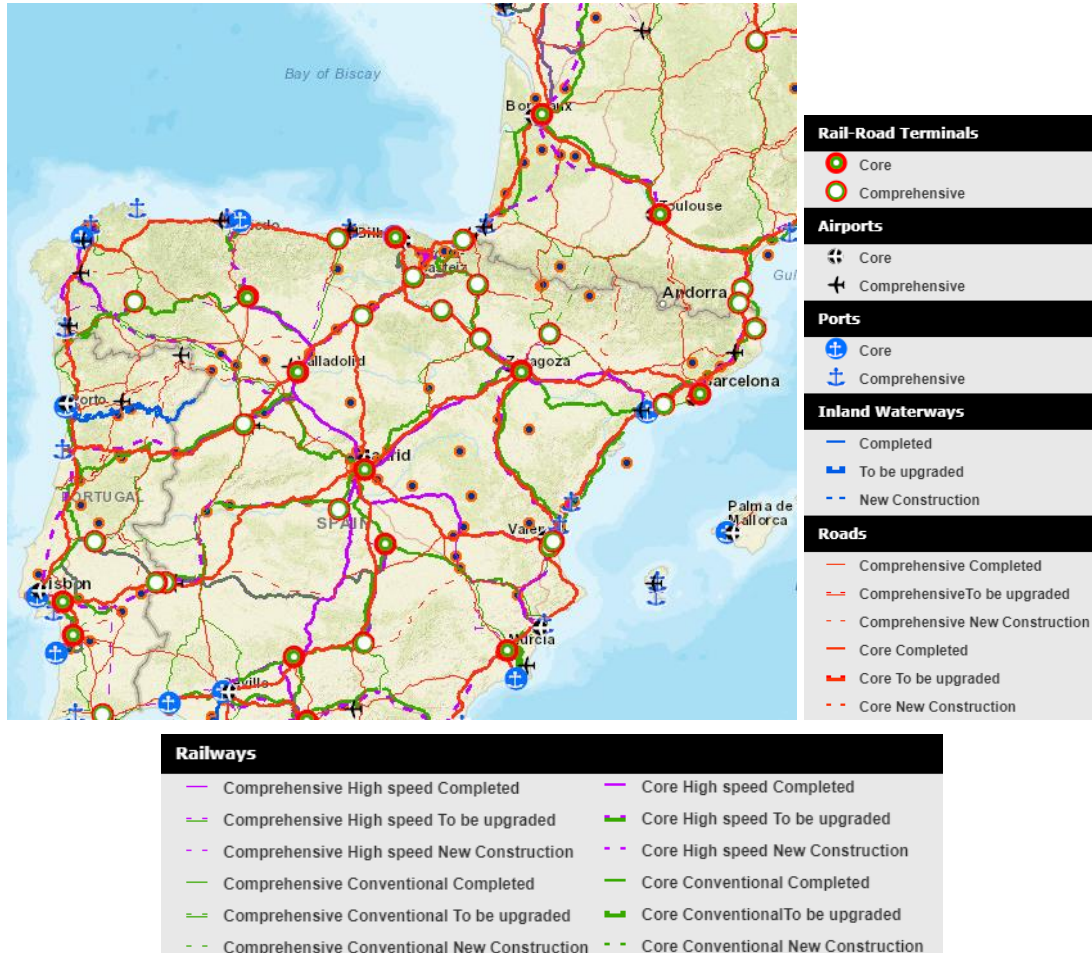 Bay of Biscay
Toulouse
Andorra
Valladolid
Barcelona
PORTUGAL
SPAIN
Palma de
Mallorca
Murcia
Rail-Road Terminals
Core
Comprehensive
Airports
Core
Comprehensive
Ports
Core
Comprehensive
Inland Waterways
Completed
To be upgraded
New Construction
Roads
Comprehensive Completed
ComprehensiveTo be upgraded
Comprehensive New Construction
Core Completed
Core To be upgraded
Core New Construction
Railways
Comprehensive High speed Completed
Core High speed Completed
Comprehensive High speed To be upgraded
Core High speed To be upgraded
Comprehensive High speed New Construction
Core High speed New Construction
Comprehensive Conventional Completed
Core Conventional Completed
Comprehensive Conventional To be upgraded
Core ConventionalTo be upgraded
Comprehensive Conventional New Construction
Core Conventional New Construction